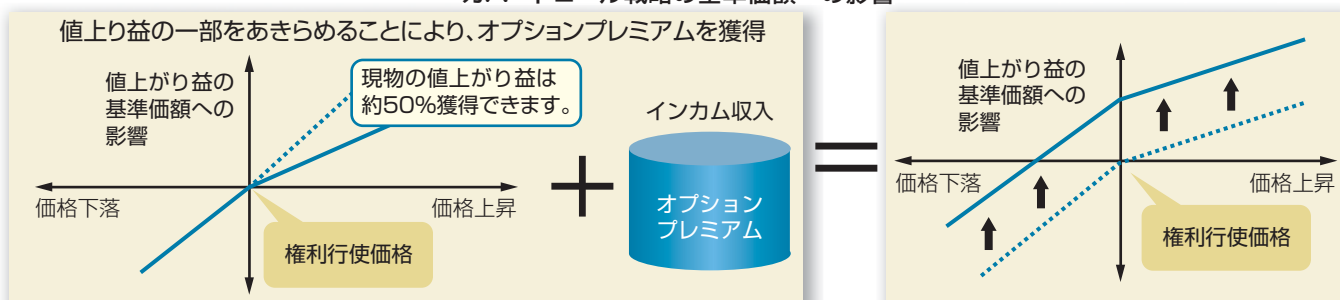 値上り益の一部をあきらめることにより、オプションプレミアムを獲得
値上がり益の
基準価額への
影響
現物の値上がり益は
約50%獲得できます。
価格下落
価格上昇
権利行使価格
インカム収入
オプション
プレミアム
値上がり益の
基準価額への
影響
価格下落
価格上昇
権利行使価格